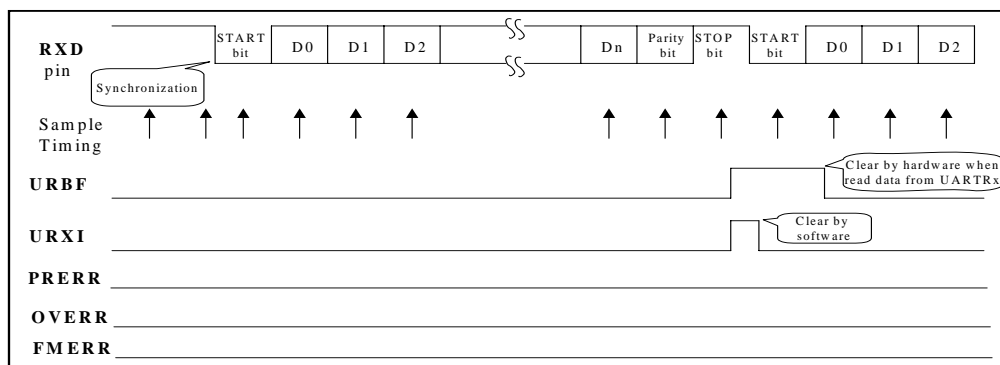 RXD
pin
START
bit
D0
D1
D2
Dn
Parity
bit
STOP
bit
START
bit
D0
D1
D2
Synchronization
Sample
Timing
URBF
Clear by hardware when
read data from UARTRx
URXI
Clear by
software
PRERR
OVERR
FMERR